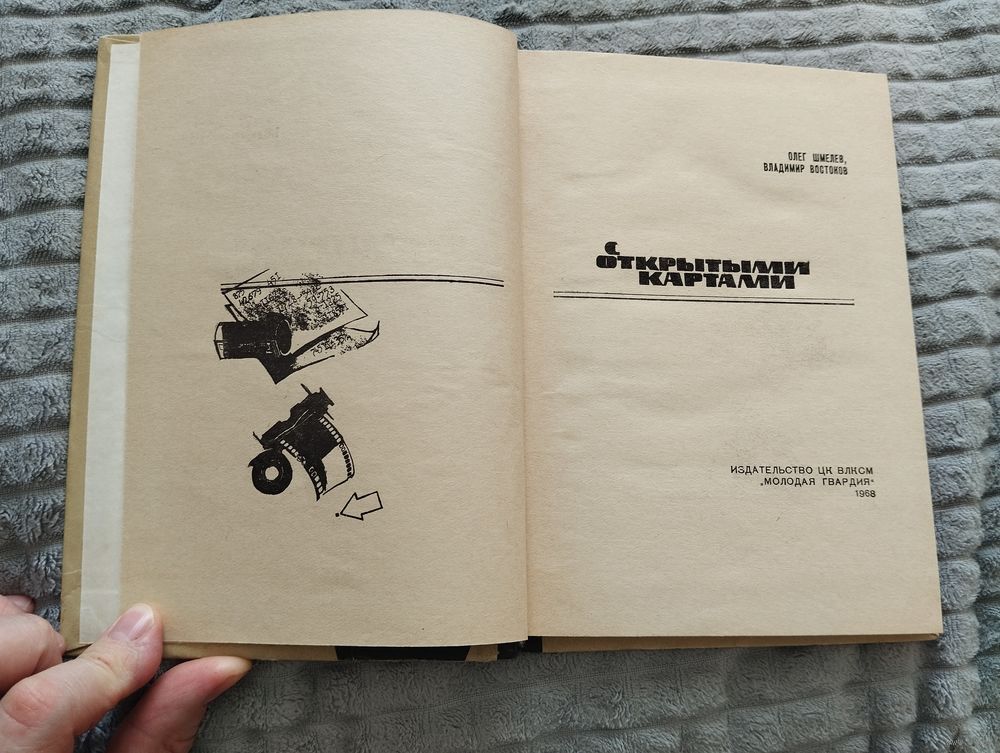 ОЛЕГ ШМЕЛЕВ,
ВЛАДИМИР ВОСТОКОВ
С
ОТКРЫТЫМИ
КАРТАМИ
ИЗДАТЕЛЬСТВО ЦК ВЛКСМ
„МОЛОДАЯ ГВАРДИЯ“
1968